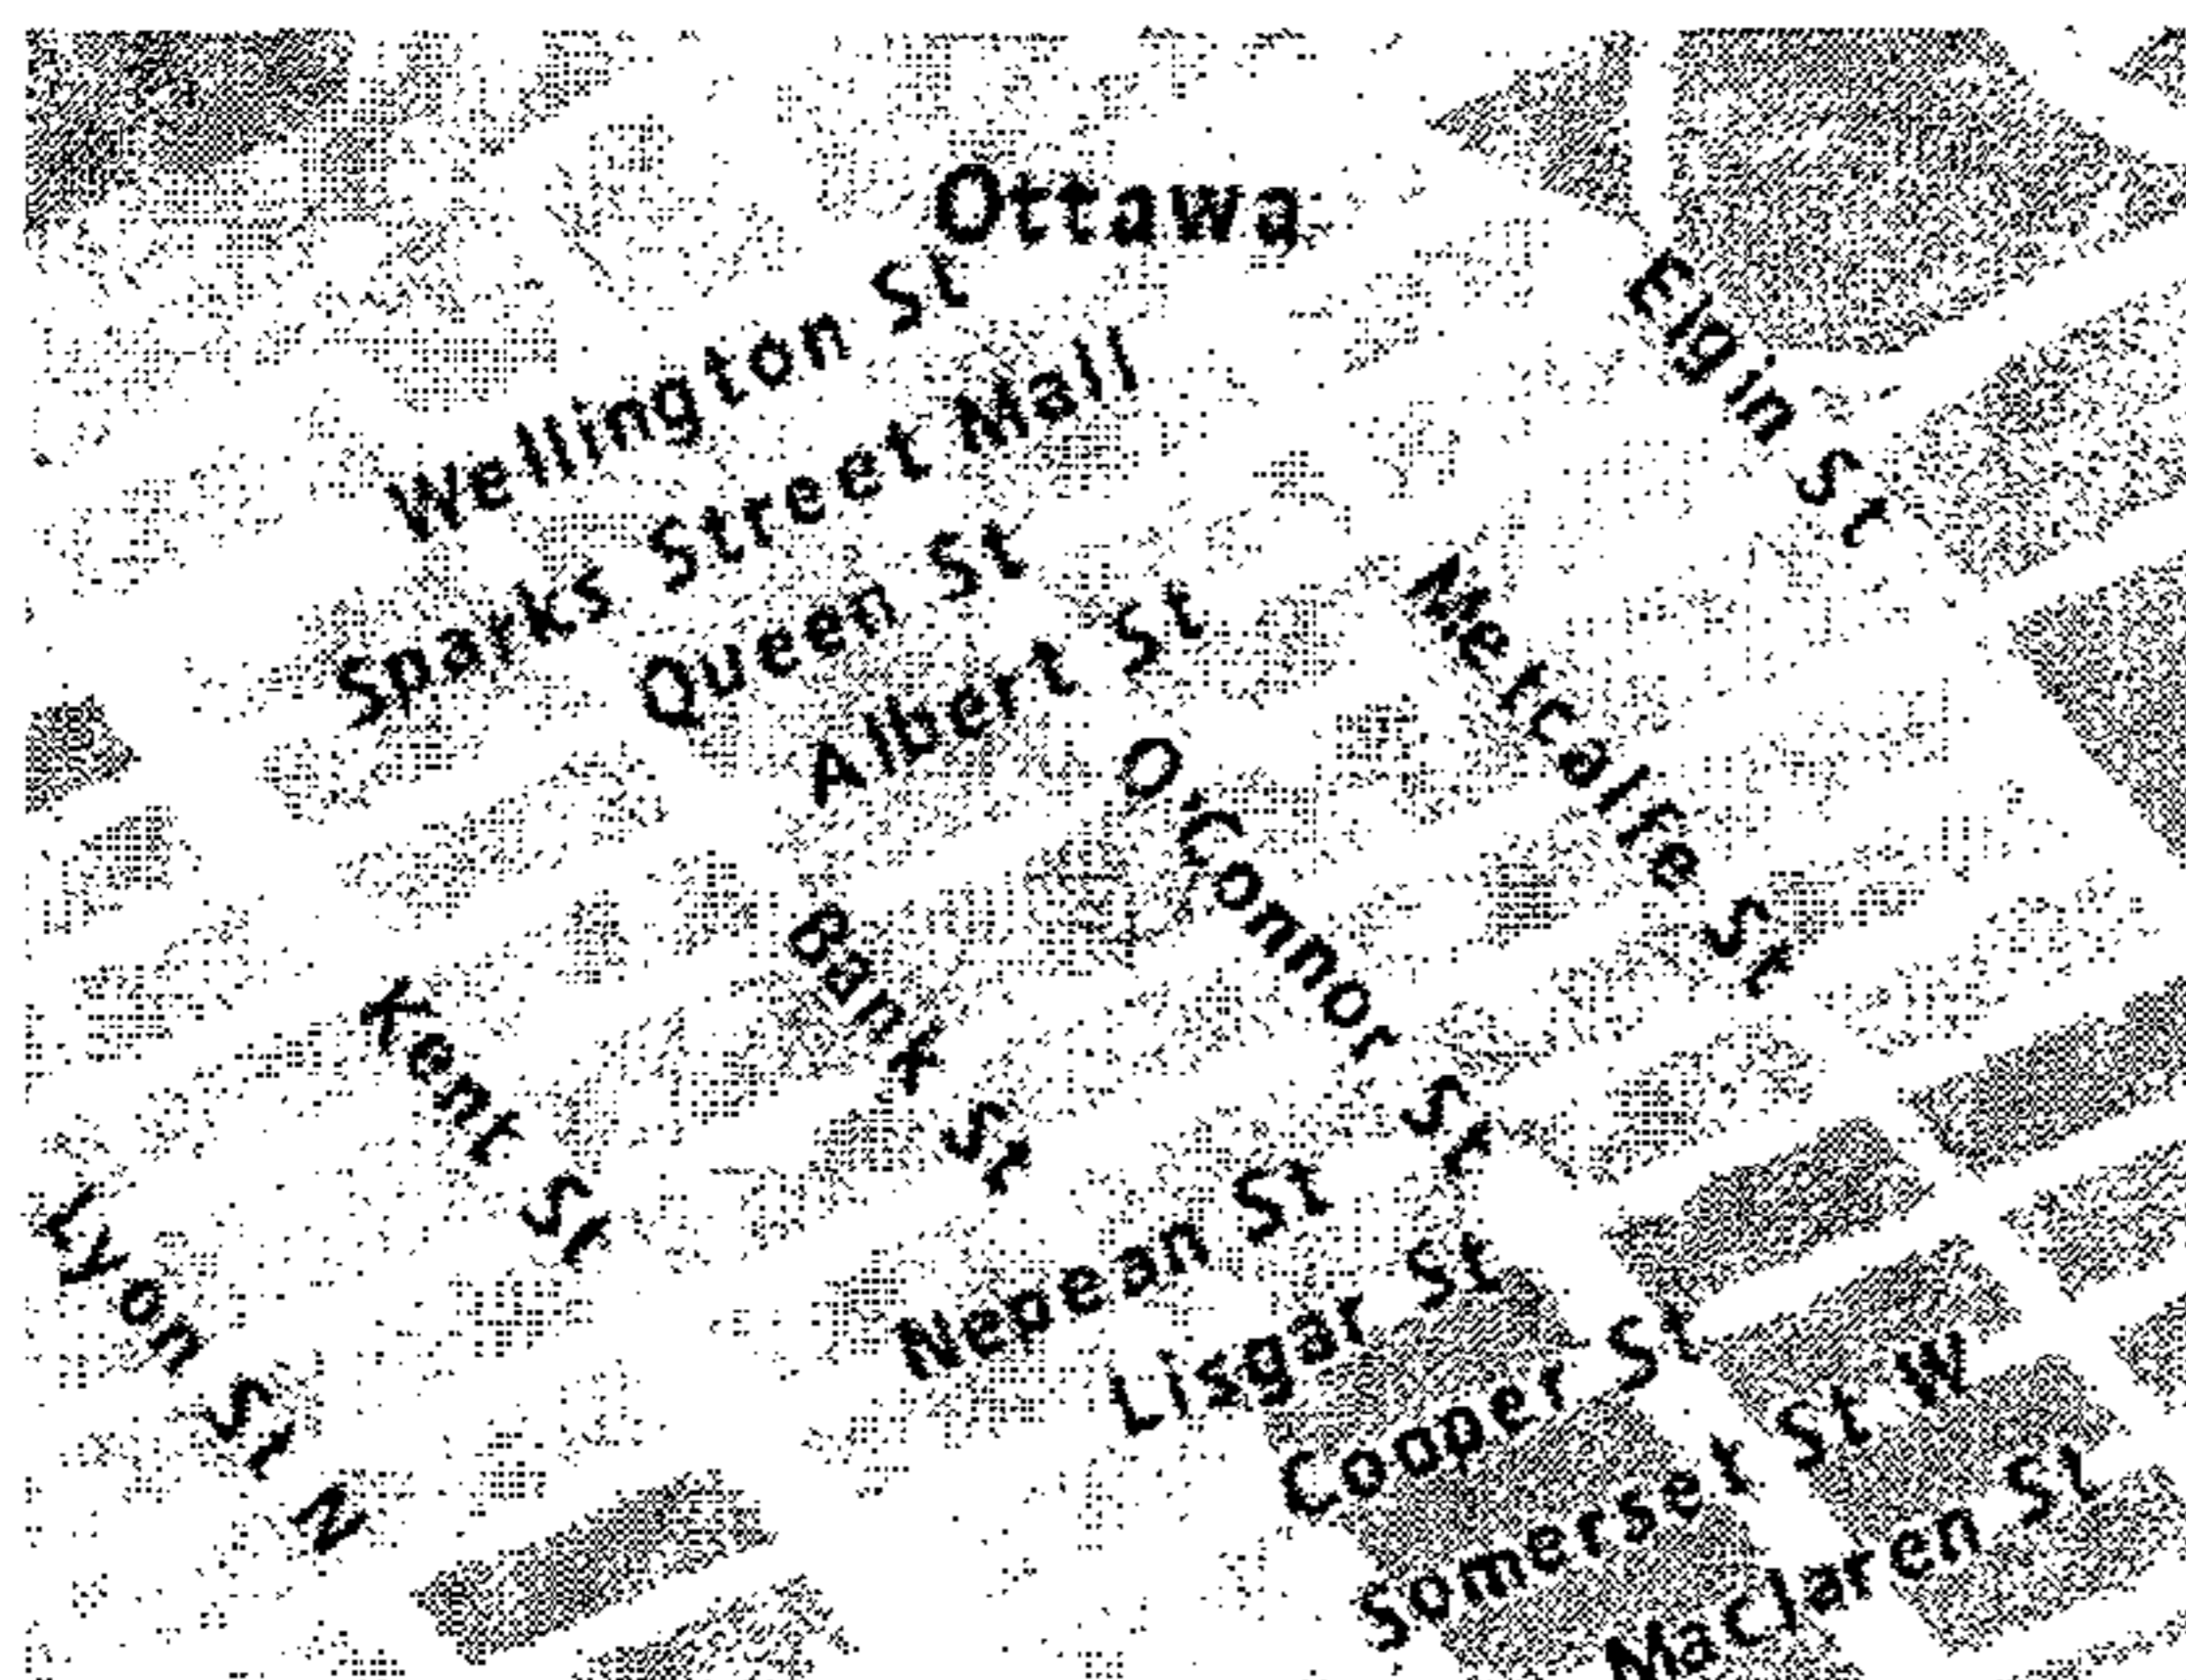 Ottawa
Wellington St
Elgin St
Sparks Street Mall
Queen St
Albert St
Mercalfe St
O'Connor St
Bank St
Kent St
Lyon St N
Nepean St
Lisgar St
Cooper St
Somerset St W
Maclaren St